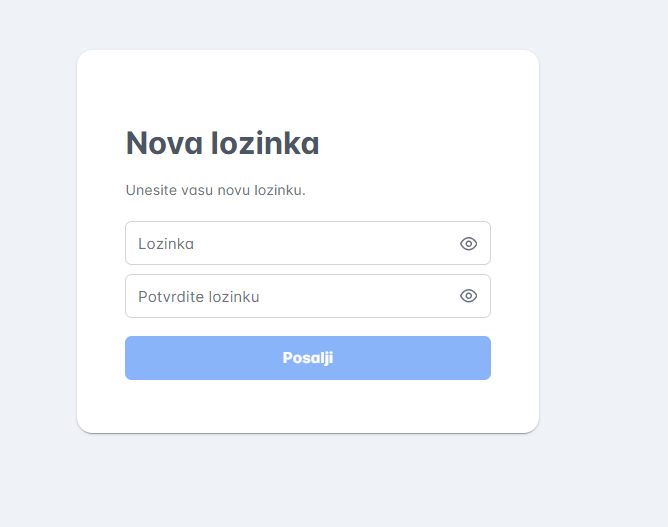 Nova lozinka
Unesite vasu novu lozinku.
Lozinka
Potvrdite lozinku
Posalji